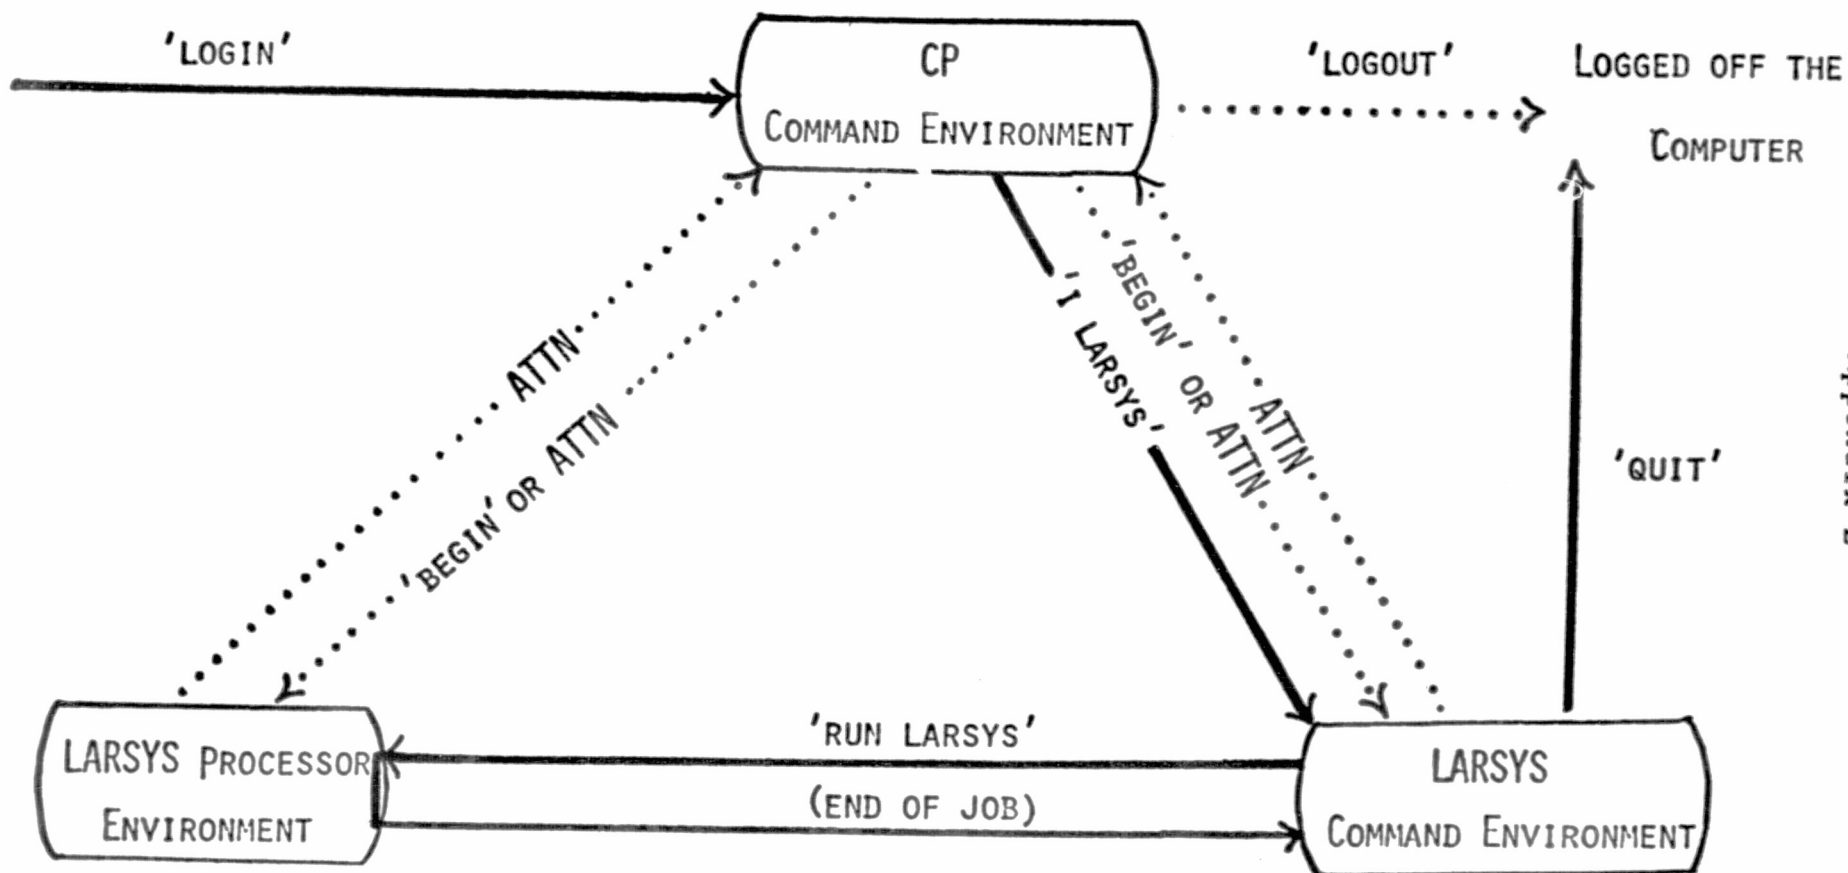 'LOGIN'
CP
COMMAND ENVIRONMENT
'LOGOUT'
LOGGED OFF THE
COMPUTER
ATTN
'BEGIN' OR ATTN
'I LARSYS'
'BEGIN' OR ATTN
ATTN
'QUIT'
LARSYS PROCESSOR
ENVIRONMENT
'RUN LARSYS'
(END OF JOB)
LARSYS
COMMAND ENVIRONMENT